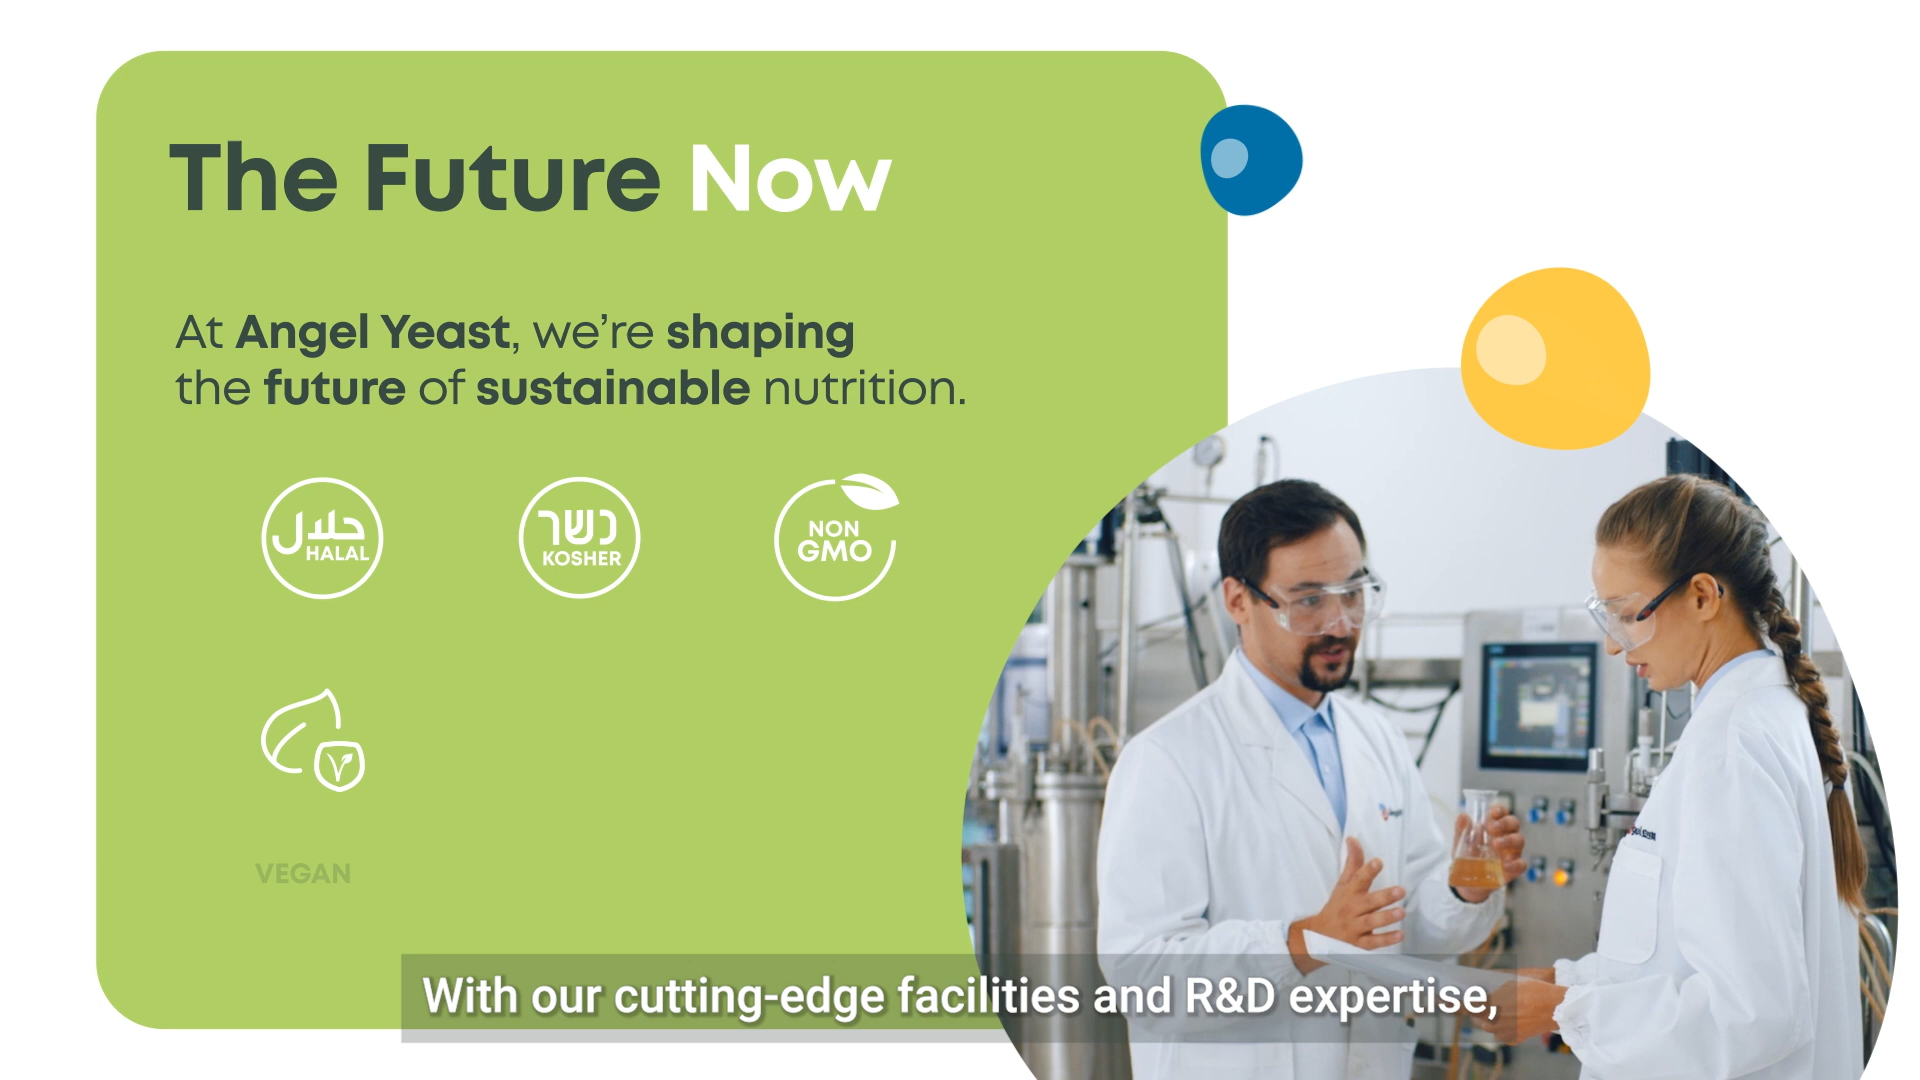 The Future Now
At Angel Yeast, we're shaping
the future of sustainable nutrition.
حلال
HALAL
כשר
KOSHER
NON
GMO
V
VEGAN
With our cutting-edge facilities and R&D expertise,